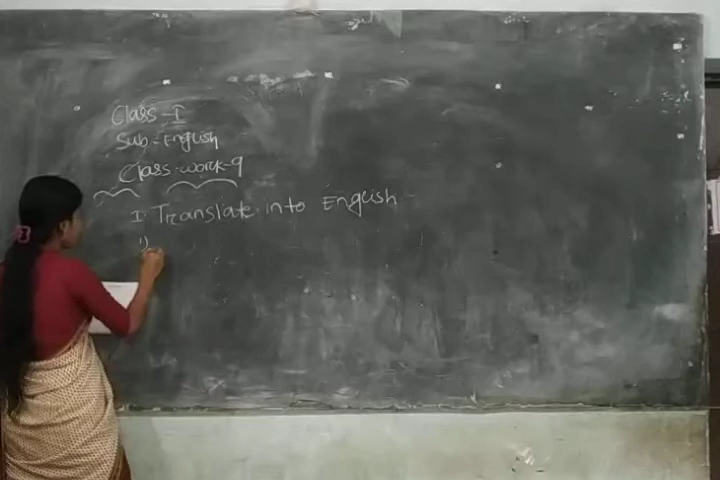 Class - I
Sub - English
Class-work-9
I Translate into English
1)